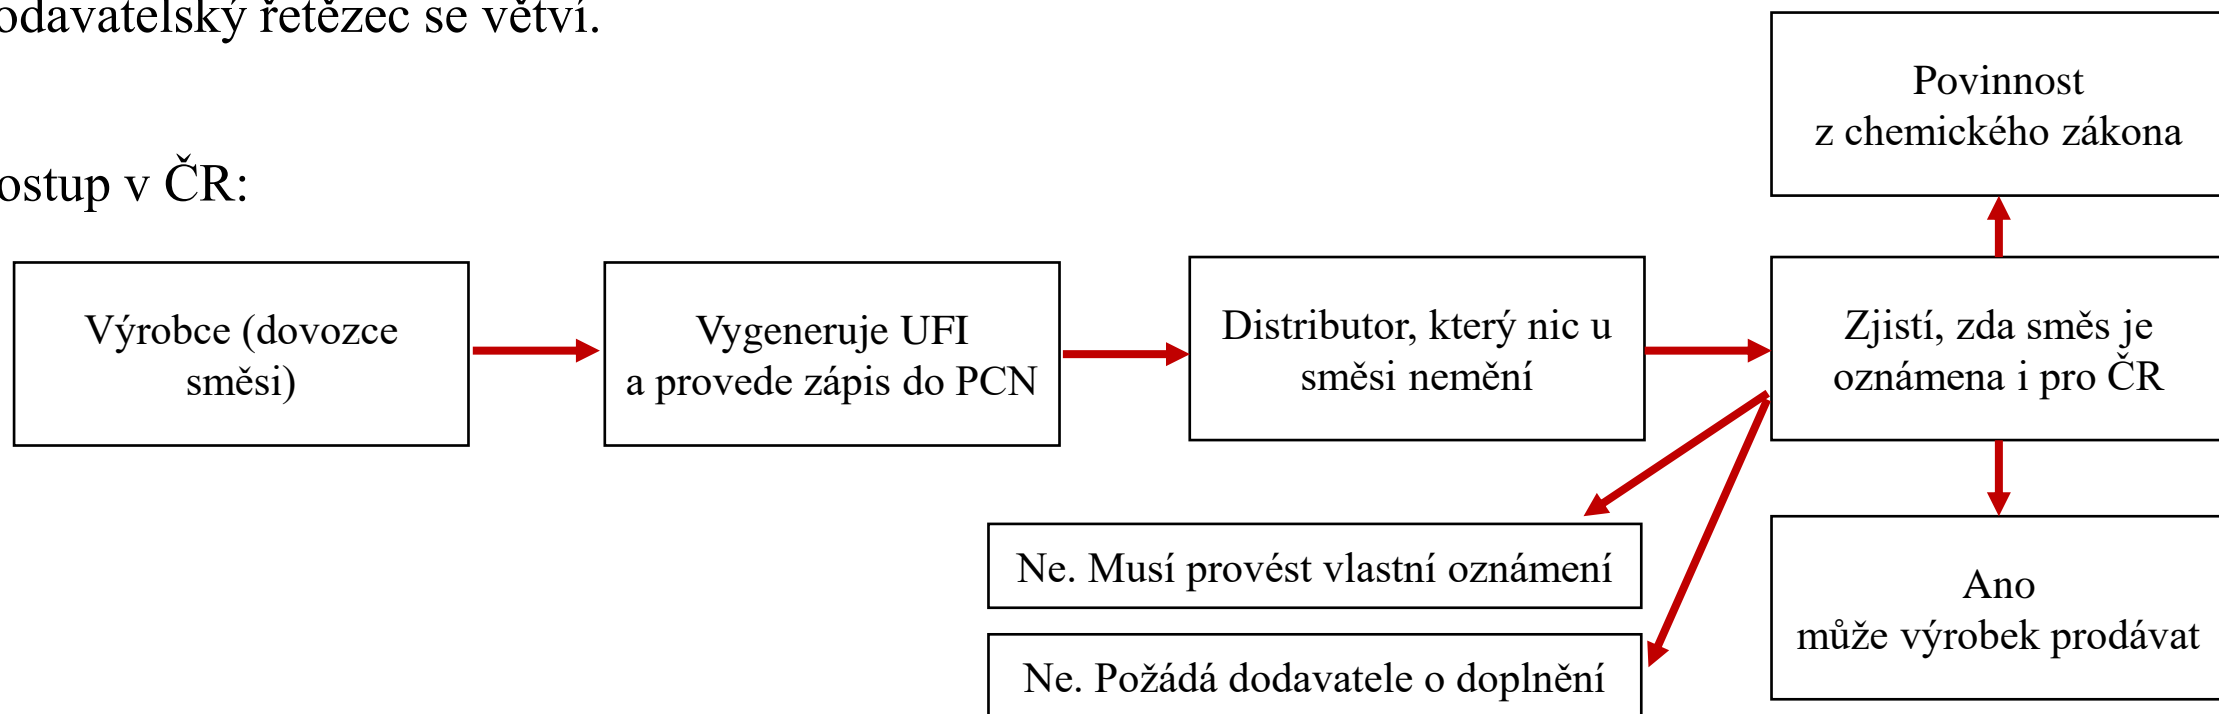 odavatelský řetězec se větví.
ostup v ČR:
Povinnost
z chemického zákona
Výrobce (dovozce
směsi)
Vygeneruje UFI
a provede zápis do PCN
Distributor, který nic u
směsi nemění
Zjistí, zda směs je
oznámena i pro ČR
Ne. Musí provést vlastní oznámení
Ne. Požádá dodavatele o doplnění
Ano
může výrobek prodávat